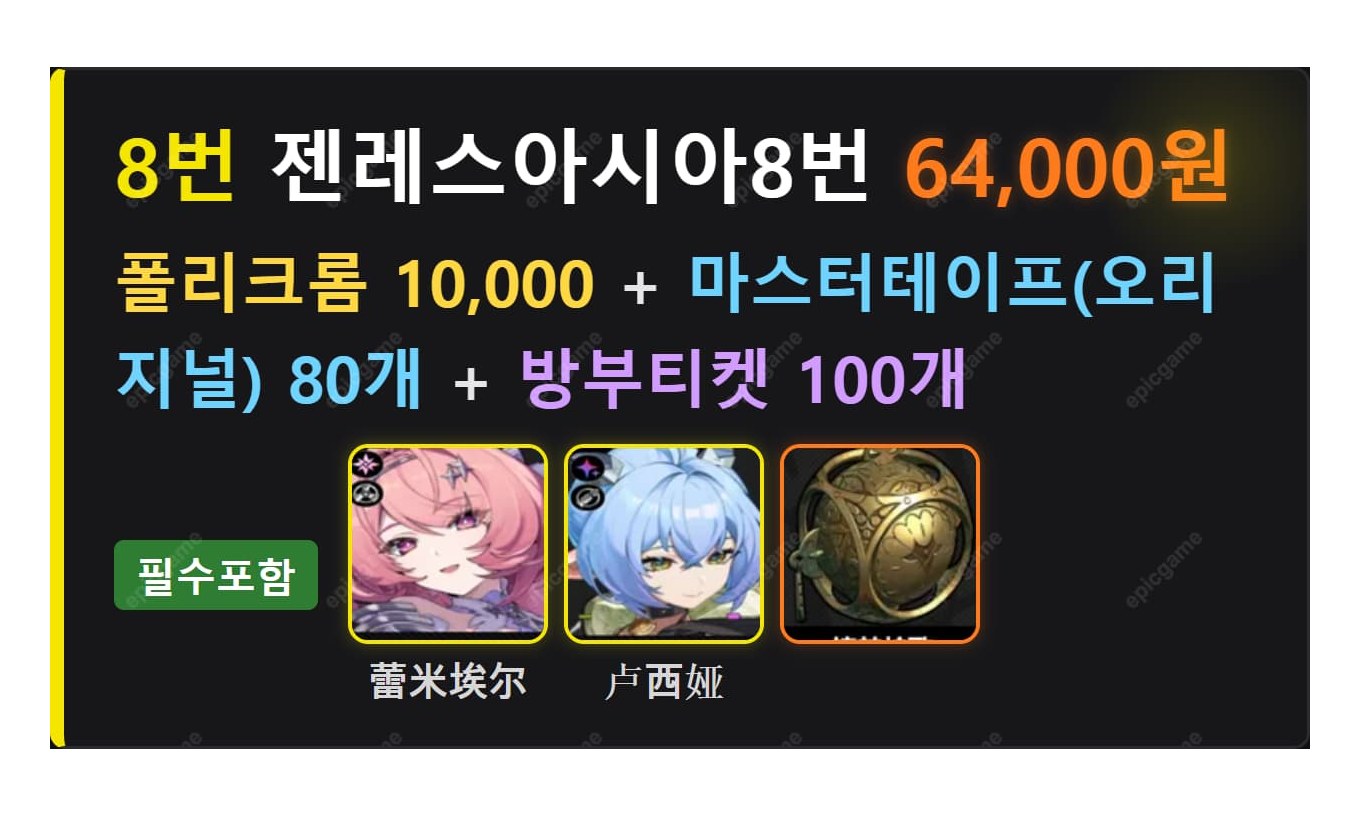 8번 젠레스아시아8번 64,000원
폴리크롬 10,000 + 마스터테이프(오리
지널) 80개 + 방부티켓 100개
필수포함
蕾米埃尔
卢西娅
epicgame